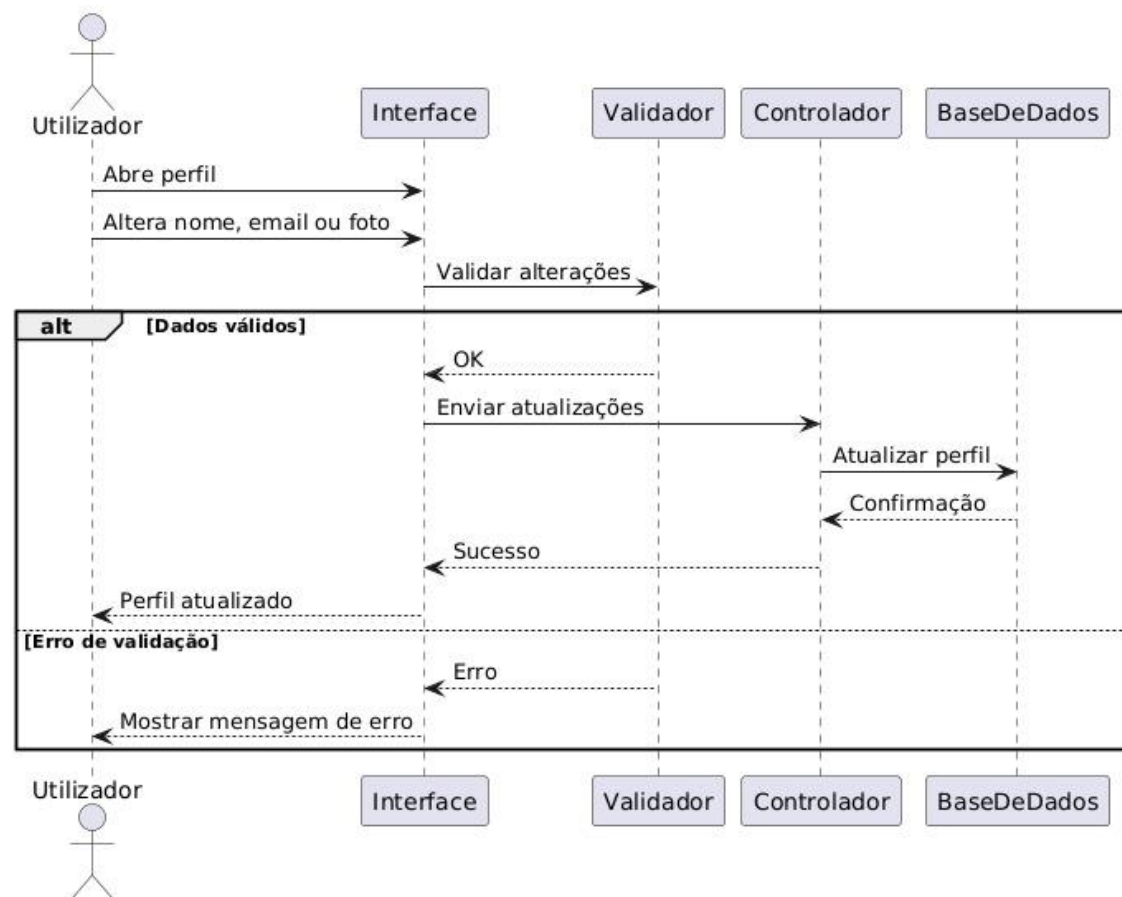 Utilizador
Interface
Validador
Controlador
BaseDeDados
Abre perfil
Altera nome, email ou foto
Validar alterações
alt
[Dados válidos]
OK
Enviar atualizações
Atualizar perfil
Confirmação
Sucesso
Perfil atualizado
[Erro de validação]
Erro
Mostrar mensagem de erro
Utilizador
Interface
Validador
Controlador
BaseDeDados